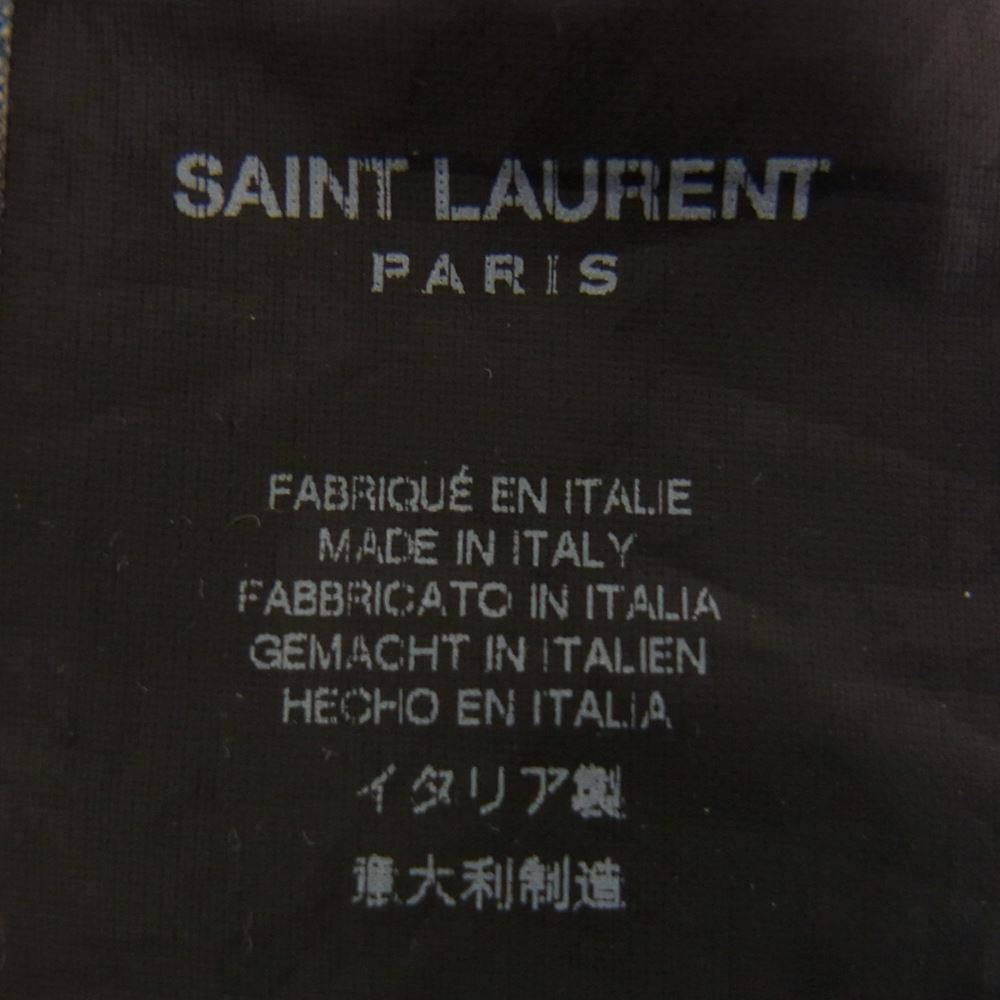 SAINT LAURENT
PARIS
FABRIQUÉ EN ITALIE
MADE IN ITALY
FABBRICATO IN ITALIA
GEMACHT IN ITALIEN
HECHO EN ITALIA
イタリア製
意大利制造